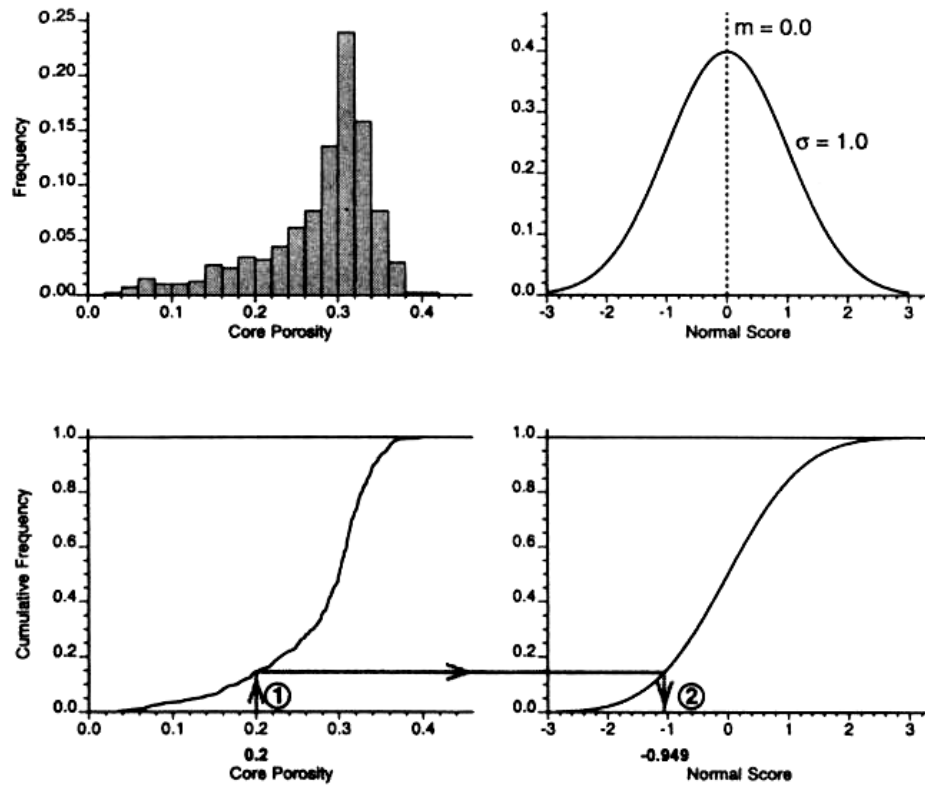 0.25
0.20
0.15
0.10
0.05
0.00
Frequency
0.0 0.1 0.2 0.3 0.4
Core Porosity
m = 0.0
σ = 1.0
0.4
0.3
0.2
0.1
0.0
-3 -2 -1 0 1 2 3
Normal Score
1.0
0.8
0.6
0.4
0.2
0.0
Cumulative Frequency
①
0.0 0.1 0.2 0.3 0.4
0.2
Core Porosity
1.0
0.8
0.6
0.4
0.2
0.0
②
-3 -2 -1 0 1 2 3
-0.949
Normal Score